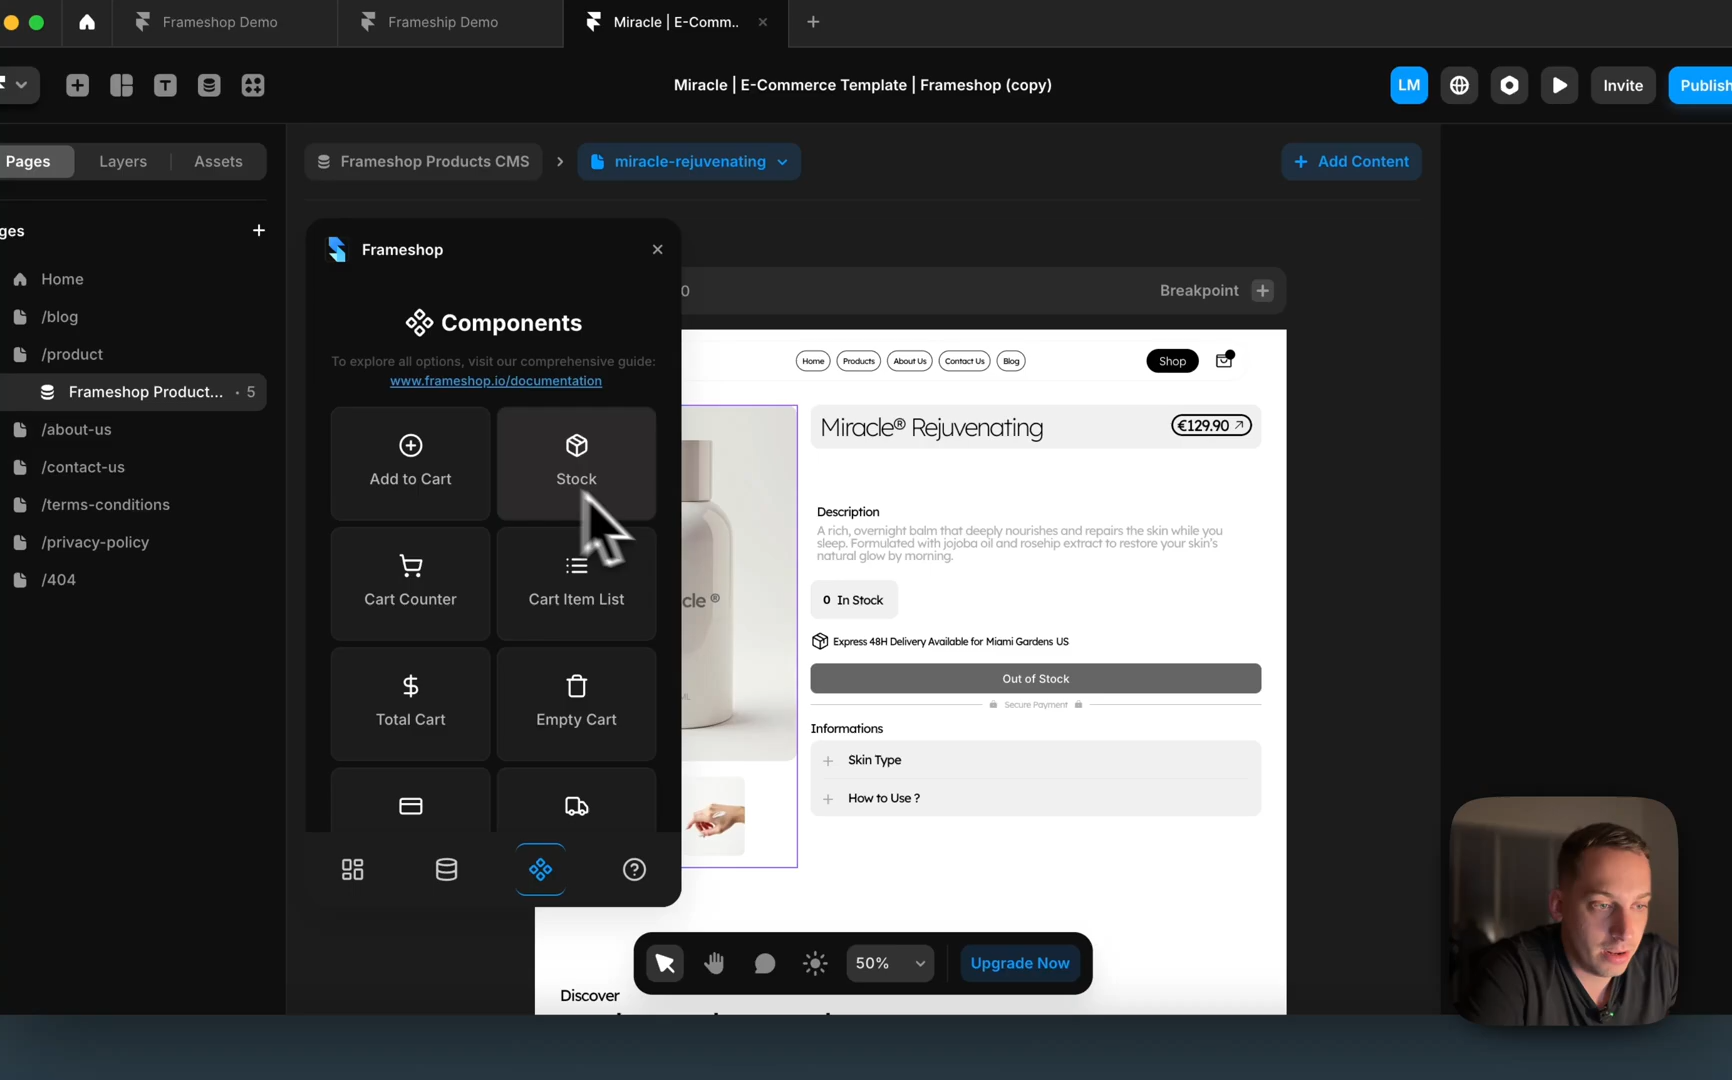 Frameshop Demo
Frameship Demo
Miracle | E-Comm..
Miracle | E-Commerce Template | Frameshop (copy)
LM
Invite
Publish
Pages
Layers
Assets
Frameshop Products CMS
miracle-rejuvenating
Add Content
ges
Home
/blog
/product
Frameshop Product...
5
/about-us
/contact-us
/terms-conditions
/privacy-policy
/404
Frameshop
Components
To explore all options, visit our comprehensive guide:
www.frameshop.io/documentation
Add to Cart
Stock
Cart Counter
Cart Item List
Total Cart
Empty Cart
0
Breakpoint
Home
Products
About Us
Contact Us
Blog
Shop
cle ®
ML
Miracle® Rejuvenating
€129.90
Description
A rich, overnight balm that deeply nourishes and repairs the skin while you
sleep. Formulated with jojoba oil and rosehip extract to restore your skin's
natural glow by morning.
0 In Stock
Express 48H Delivery Available for Miami Gardens US
Out of Stock
Secure Payment
Informations
Skin Type
How to Use ?
50%
Upgrade Now
Discover